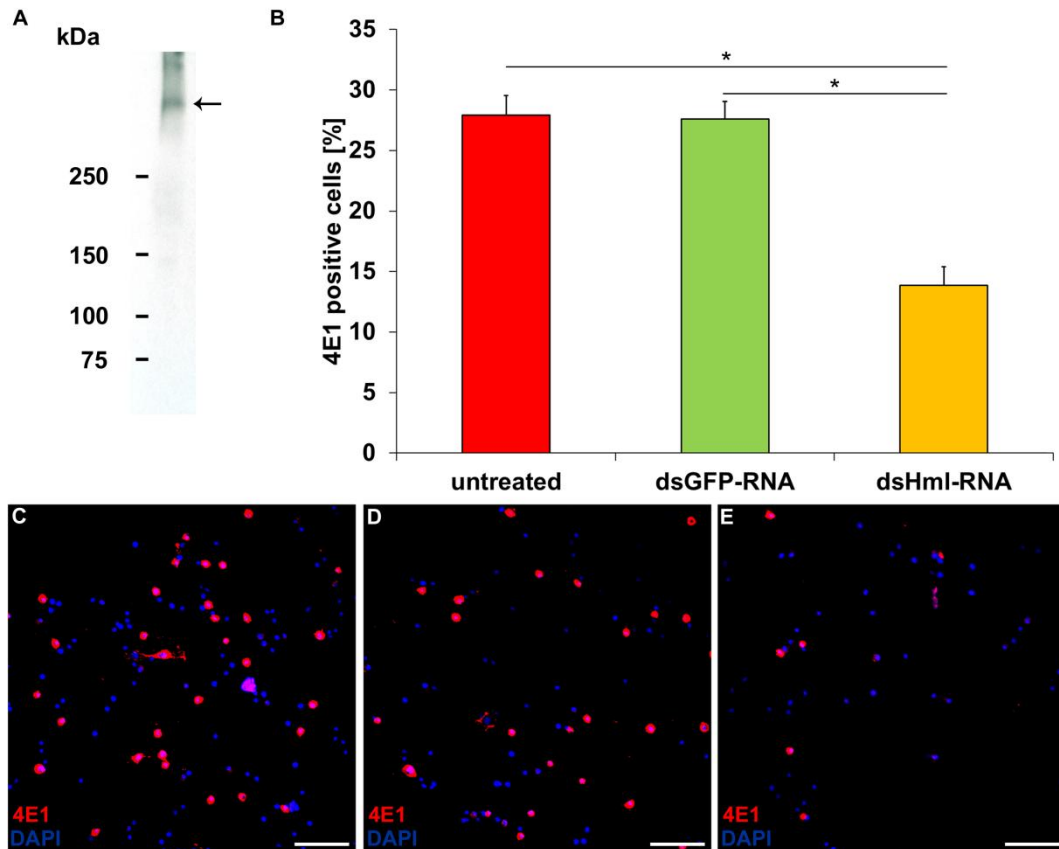 A
kDa
250
150
100
75
B
4E1 positive cells [%]
35
30
25
20
15
10
5
0
*
*
untreated
dsGFP-RNA
dsHml-RNA
C
4E1
DAPI
D
4E1
DAPI
E
4E1
DAPI